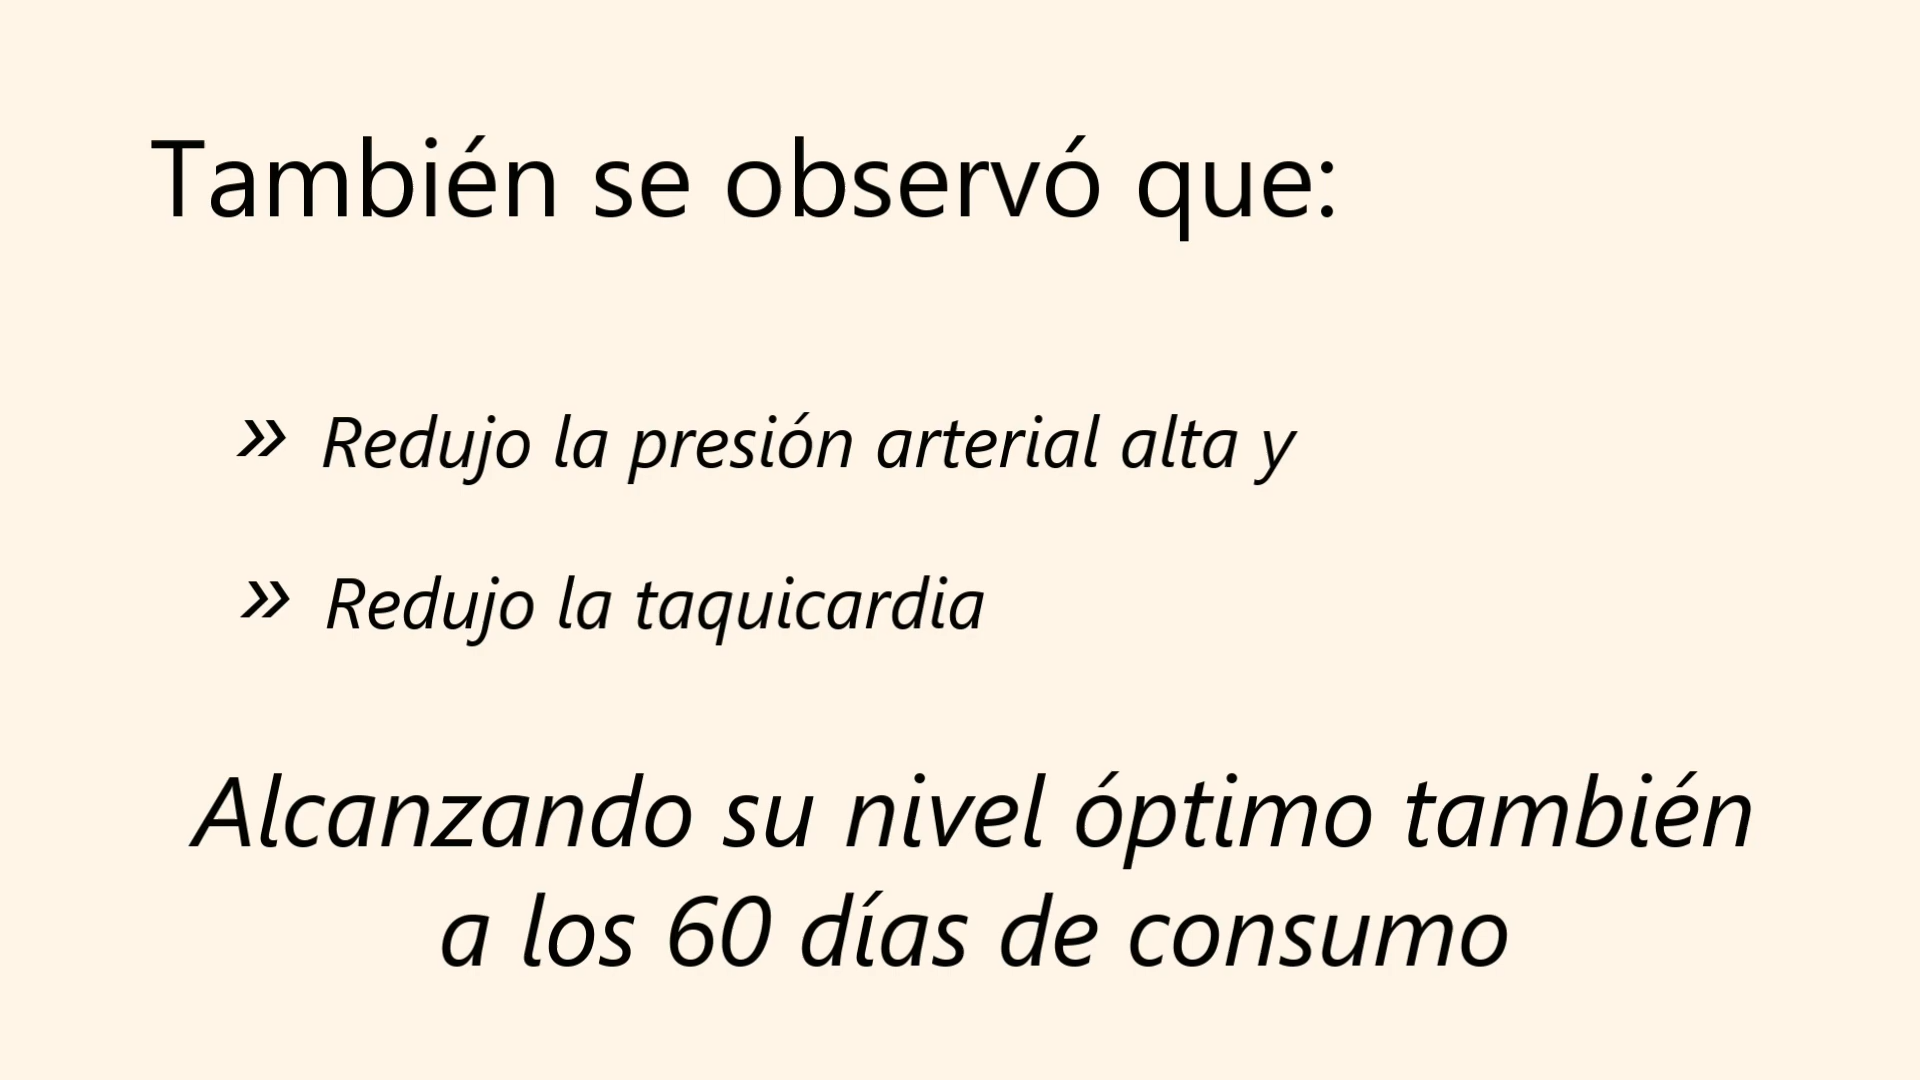 También se observó que:
» Redujo la presión arterial alta y
» Redujo la taquicardia
Alcanzando su nivel óptimo también
a los 60 días de consumo